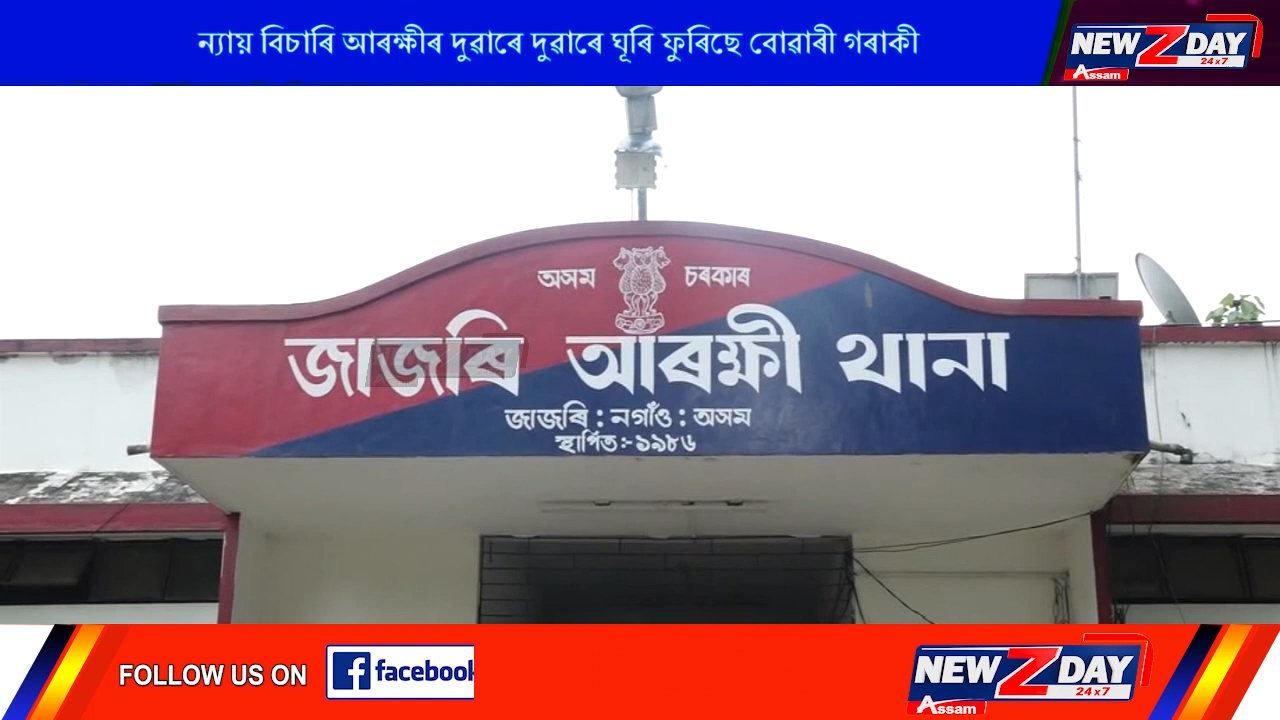 ন্যায় বিচাৰি আৰক্ষীৰ দুৱাৰে দুৱাৰে ঘূৰি ফুৰিছে বোৱাৰী গৰাকী
NEWZDAY
24x7
Assam
অসম চৰকাৰ
জাজৰি আৰক্ষী থানা
জাজৰি : নগাঁও : অসম
স্থাপিত :- ১৯৮৬
FOLLOW US ON facebook
NEWZDAY
24x7
Assam